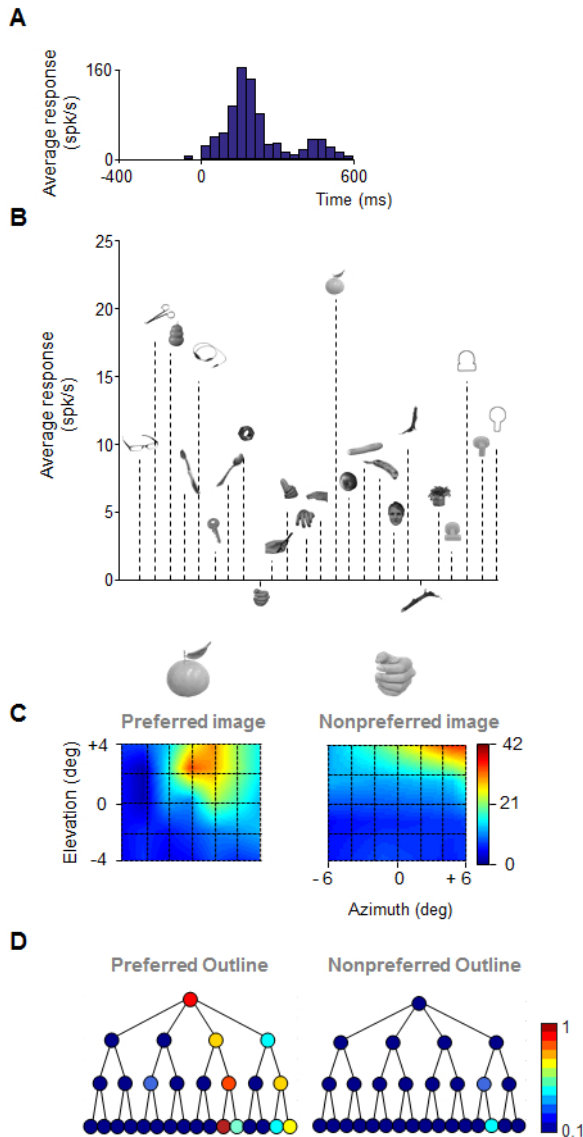 A
Average response
(spk/s)
160
0
-400
0
600
Time (ms)
B
Average response
(spk/s)
25
20
15
10
5
0
C
Preferred image
Nonpreferred image
Elevation (deg)
+4
0
-4
42
21
0
- 6
0
+ 6
Azimuth (deg)
D
Preferred Outline
Nonpreferred Outline
1
0.1